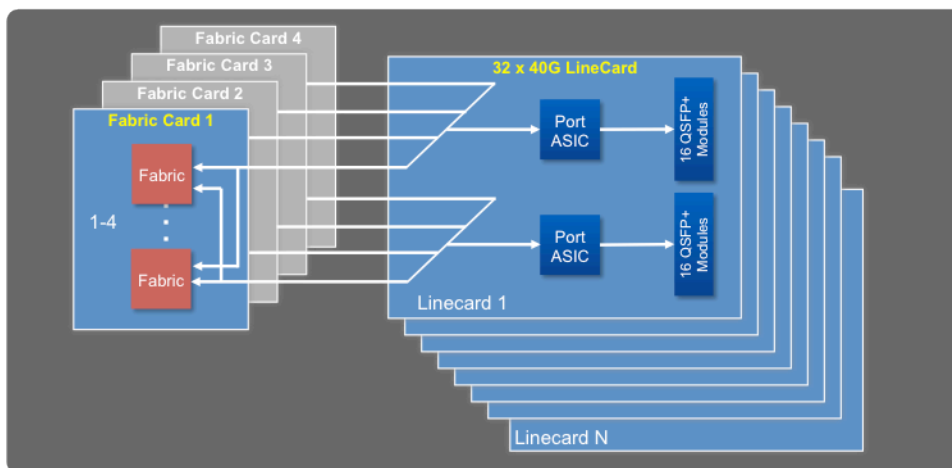 Fabric Card 4
Fabric Card 3
Fabric Card 2
Fabric Card 1
Fabric
1-4
Fabric
32 x 40G LineCard
Port
ASIC
16 QSFP+
Modules
Port
ASIC
16 QSFP+
Modules
Linecard 1
Linecard N